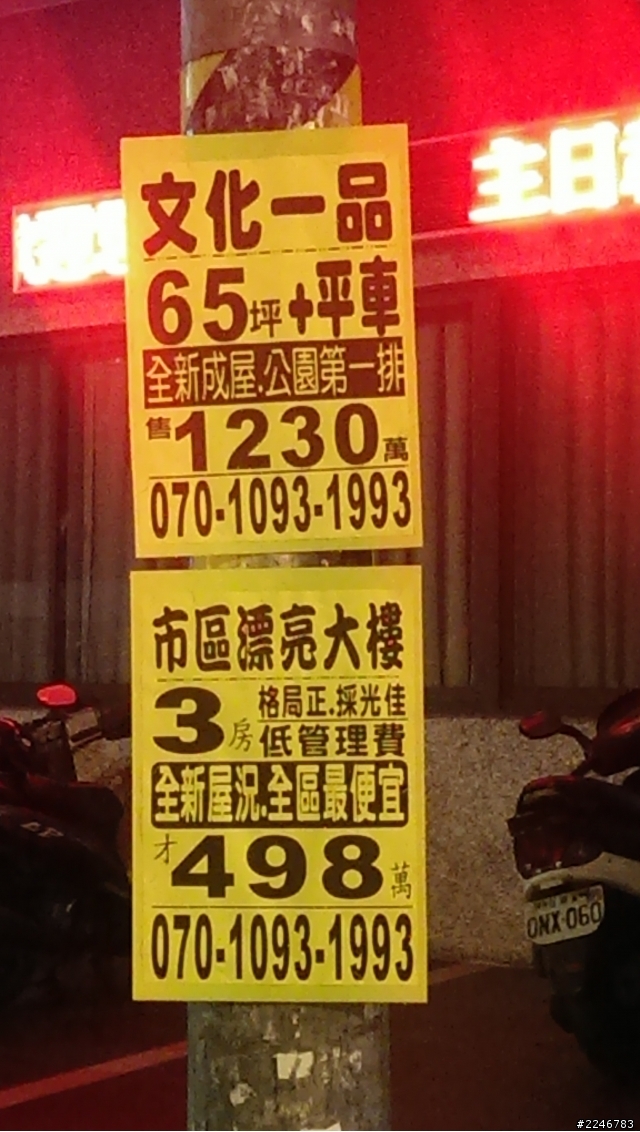 文化一品
65坪+平車
全新成屋.公園第一排
售1230萬
070-1093-1993
主日
市區漂亮大樓
3房 格局正.採光佳
低管理費
全新屋況.全區最便宜
才498萬
070-1093-1993
QNX-060
#2246783